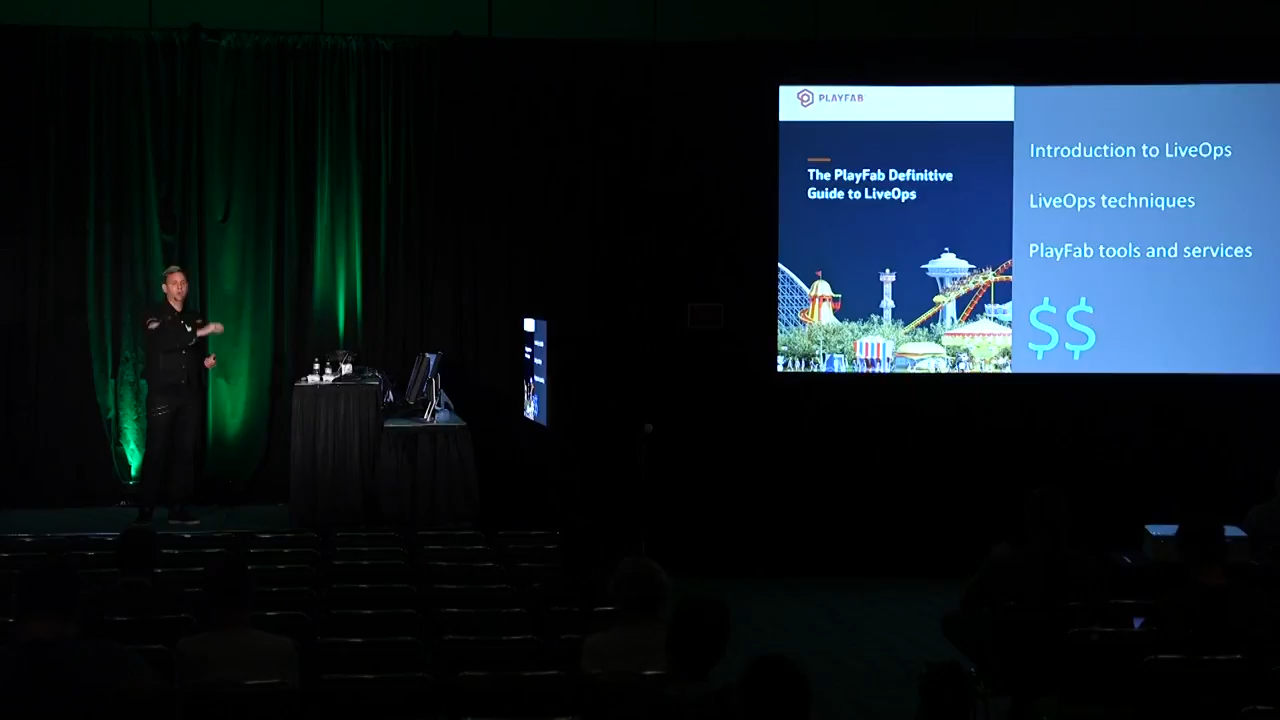 PLAYFAB
The PlayFab Definitive
Guide to LiveOps
Introduction to LiveOps
LiveOps techniques
PlayFab tools and services
$$